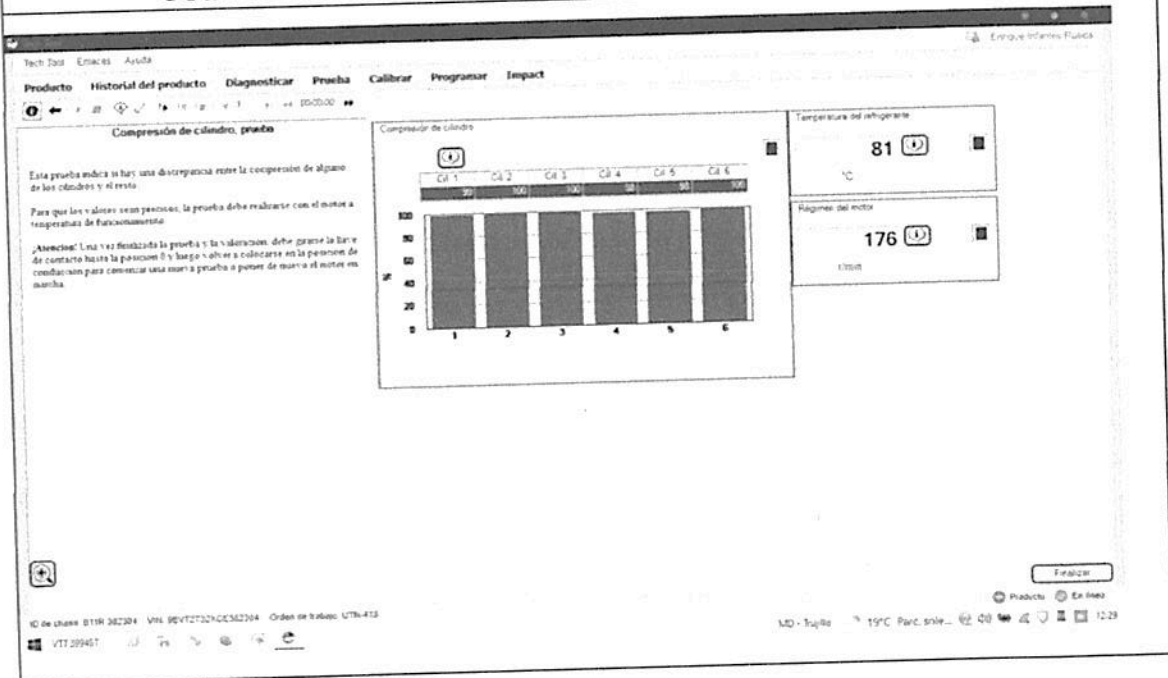 Enrique Infantes Flusica
Tech Tool Enlaces Ayuda
Producto Historial del producto Diagnosticar Prueba Calibrar Programar Impact
00:00:00
Compresión de cilindro, prueba
Esta prueba indica si hay una discrepancia entre la compresión de alguno
de los cilindros y el resto.
Para que los valores sean precisos, la prueba debe realizarse con el motor a
temperatura de funcionamiento.
¡Atención! Una vez finalizada la prueba y la valoración, debe girarse la llave
de contacto hasta la posición 0 y luego volver a colocarse en la posición de
conducción para comenzar una nueva prueba o poner de nuevo el motor en
marcha.
Compresión de cilindro
Cil. 1 Cil. 2 Cil. 3 Cil. 4 Cil. 5 Cil. 6
100 100 100
100
80
60
%
40
20
0
1 2 3 4 5 6
Temperatura del refrigerante
81
°C
Régimen del motor
176
r/min
Finalizar
Producto En línea
ID de chasis B11R 382304 VIN Orden de trabajo UTN-413
MD - Trujillo 19°C Parc. sole... 12:29